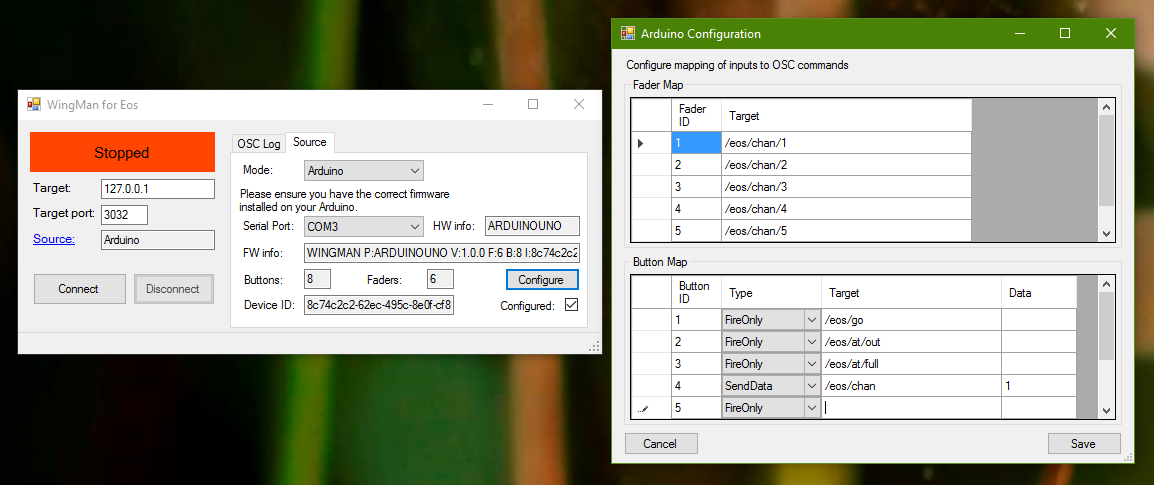 WingMan for Eos
Stopped
Target: 127.0.0.1
Target port: 3032
Source: Arduino
Connect Disconnect
OSC Log Source
Mode: Arduino
Please ensure you have the correct firmware
installed on your Arduino.
Serial Port: COM3 HW info: ARDUINOUNO
FW info: WINGMAN P:ARDUINOUNO V:1.0.0 F:6 B:8 I:8c74c2c2
Buttons: 8 Faders: 6 Configure
Device ID: 8c74c2c2-62ec-495c-8e0f-cf8 Configured:
Arduino Configuration
Configure mapping of inputs to OSC commands
Fader Map
Fader ID Target
1 /eos/chan/1
2 /eos/chan/2
3 /eos/chan/3
4 /eos/chan/4
5 /eos/chan/5
Button Map
Button ID Type Target Data
1 FireOnly /eos/go
2 FireOnly /eos/at/out
3 FireOnly /eos/at/full
4 SendData /eos/chan 1
5 FireOnly
Cancel Save